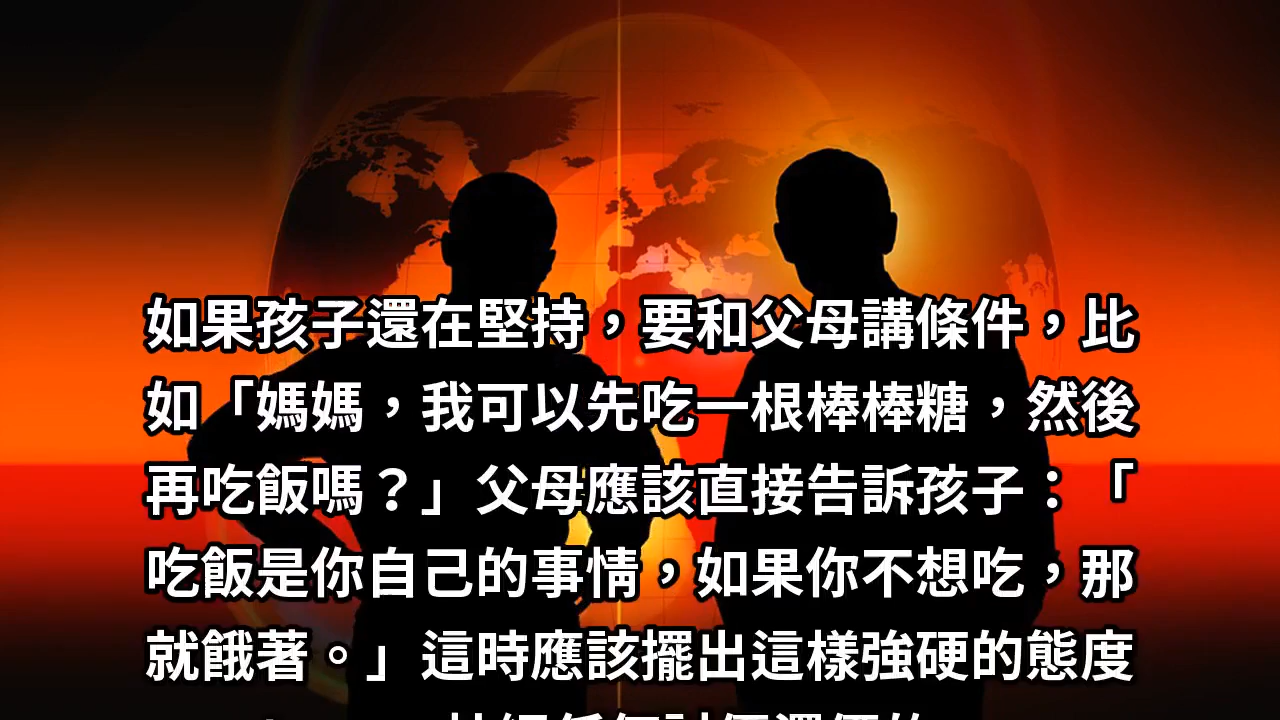 如果孩子還在堅持，要和父母講條件，比
如「媽媽，我可以先吃一根棒棒糖，然後
再吃飯嗎？」父母應該直接告訴孩子：「
吃飯是你自己的事情，如果你不想吃，那
就餓著。」這時應該擺出這樣強硬的態度